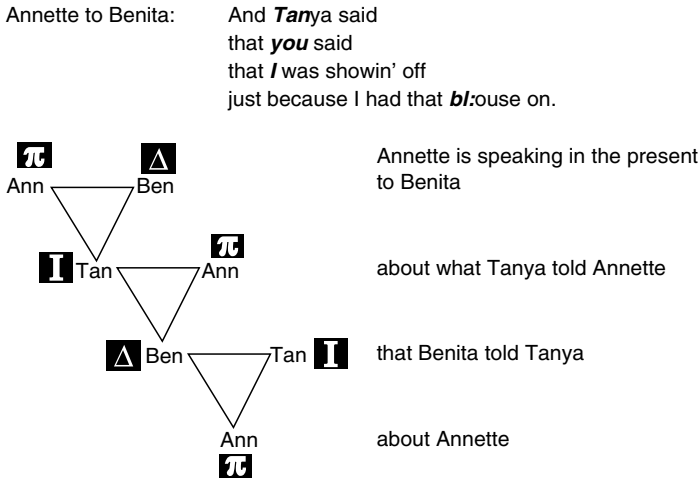 Annette to Benita: And Tanya said
that you said
that I was showin’ off
just because I had that bl:ouse on.
π Δ
Annette is speaking in the present
Ann Ben
to Benita
π
I Tan Ann about what Tanya told Annette
Δ Ben Tan I that Benita told Tanya
Ann about Annette
π